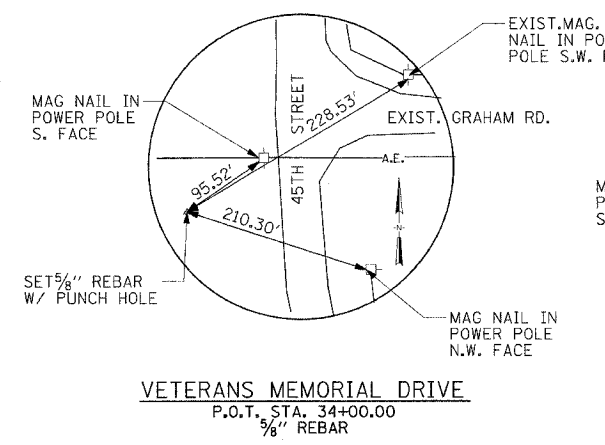 EXIST.MAG.
NAIL IN PO
POLE S.W.
MAG NAIL IN
POWER POLE
S. FACE
45TH STREET
228.53'
EXIST. GRAHAM RD.
A.E.
95.52'
210.30'
-N-
M
P
S
SET 5/8" REBAR
W/ PUNCH HOLE
MAG NAIL IN
POWER POLE
N.W. FACE
VETERANS MEMORIAL DRIVE
P.O.T. STA. 34+00.00
5/8" REBAR